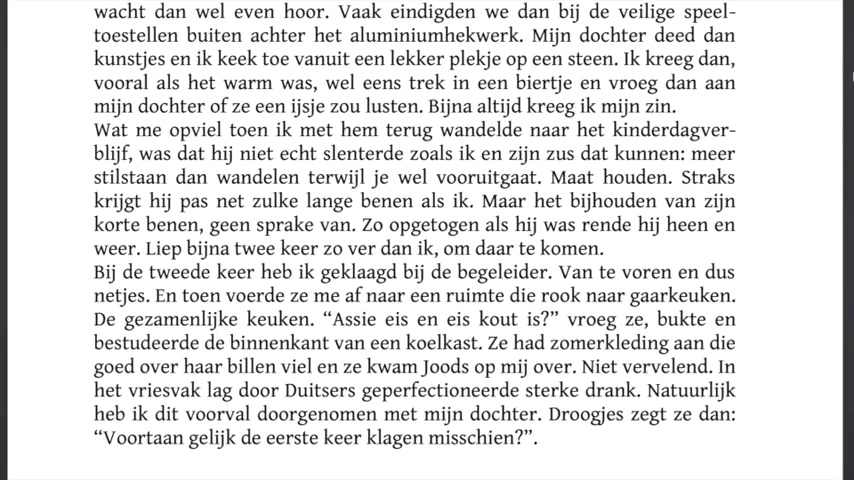 wacht dan wel even hoor. Vaak eindigden we dan bij de veilige speel-
toestellen buiten achter het aluminiumhekwerk. Mijn dochter deed dan
kunstjes en ik keek toe vanuit een lekker plekje op een steen. Ik kreeg dan,
vooral als het warm was, wel eens trek in een biertje en vroeg dan aan
mijn dochter of ze een ijsje zou lusten. Bijna altijd kreeg ik mijn zin.
Wat me opviel toen ik met hem terug wandelde naar het kinderdagver-
blijf, was dat hij niet echt slenterde zoals ik en zijn zus dat kunnen: meer
stilstaan dan wandelen terwijl je wel vooruitgaat. Maat houden. Straks
krijgt hij pas net zulke lange benen als ik. Maar het bijhouden van zijn
korte benen, geen sprake van. Zo opgetogen als hij was rende hij heen en
weer. Liep bijna twee keer zo ver dan ik, om daar te komen.
Bij de tweede keer heb ik geklaagd bij de begeleider. Van te voren en dus
netjes. En toen voerde ze me af naar een ruimte die rook naar gaarkeuken.
De gezamenlijke keuken. “Assie eis en eis kout is?” vroeg ze, bukte en
bestudeerde de binnenkant van een koelkast. Ze had zomerkleding aan die
goed over haar billen viel en ze kwam Joods op mij over. Niet vervelend. In
het vriesvak lag door Duitsers geperfectioneerde sterke drank. Natuurlijk
heb ik dit voorval doorgenomen met mijn dochter. Droogjes zegt ze dan:
“Voortaan gelijk de eerste keer klagen misschien?”.